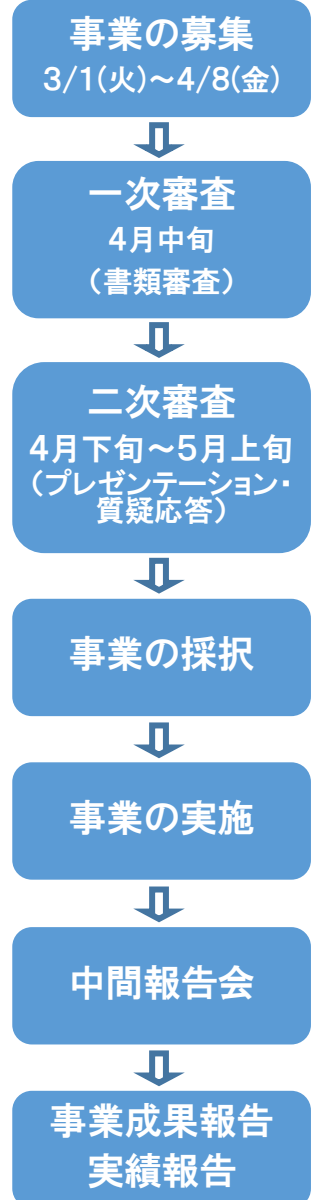 事業の募集
3/1(火)～4/8(金)
一次審査
4月中旬
（書類審査）
二次審査
4月下旬～5月上旬
（プレゼンテーション・
質疑応答）
事業の採択
事業の実施
中間報告会
事業成果報告
実績報告